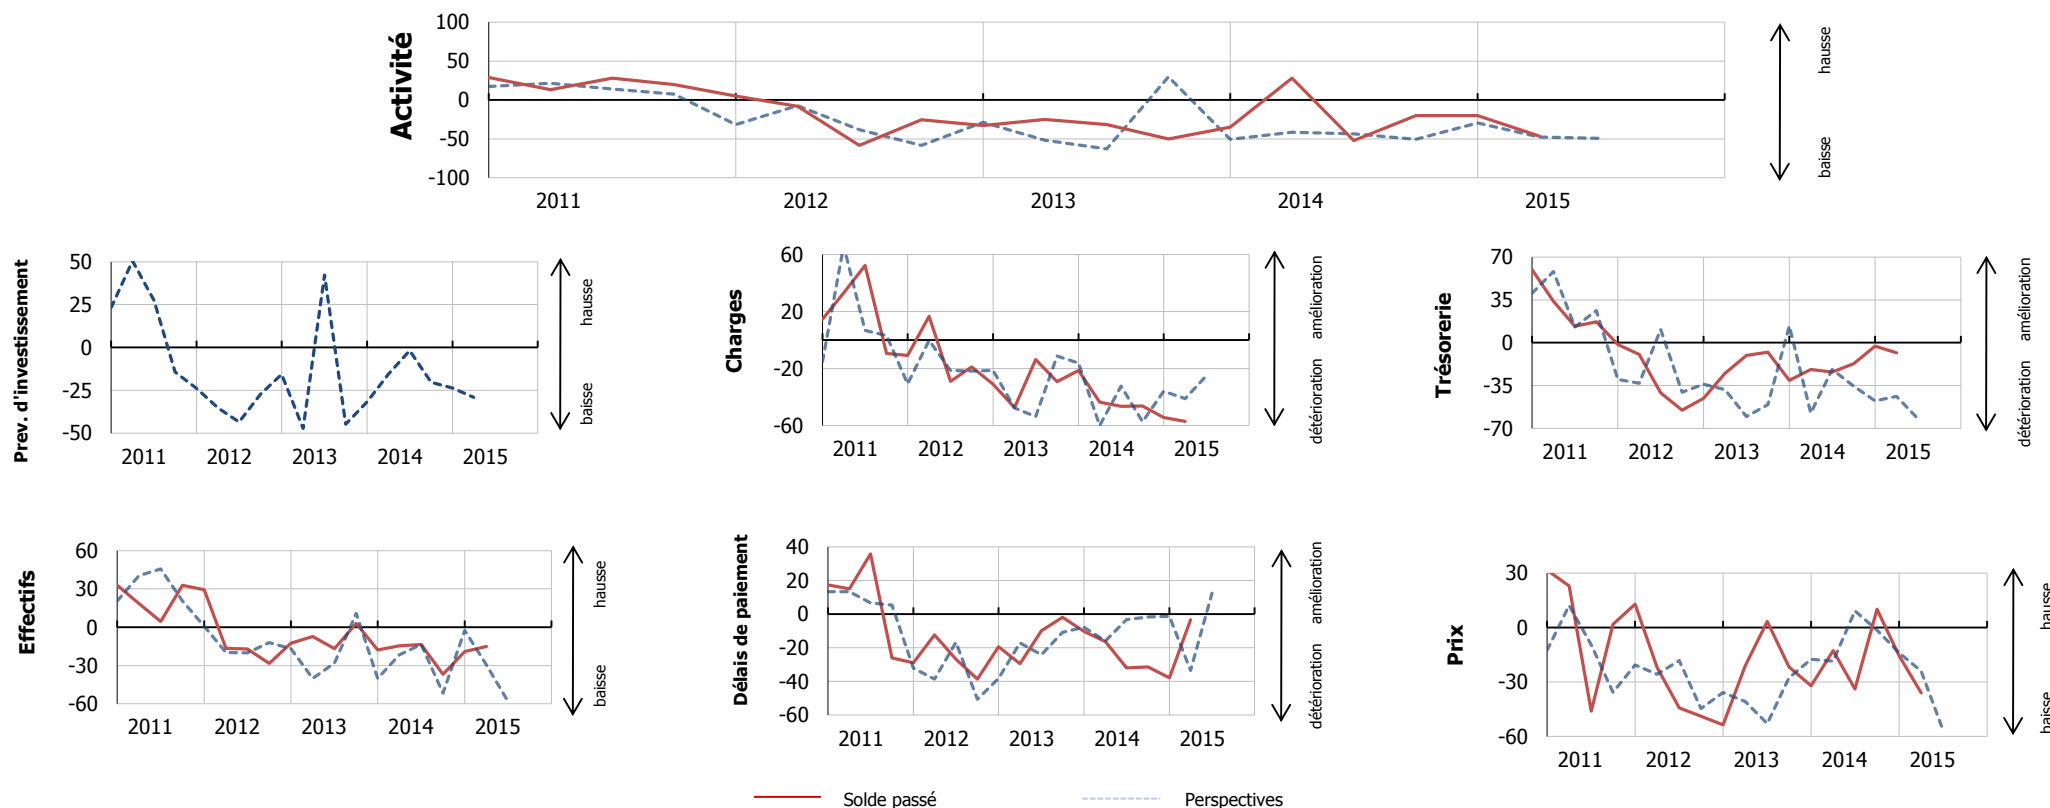 Activité
100
50
0
-50
-100
2011 2012 2013 2014 2015
hausse
baisse
Prev. d'investissement
50
25
0
-25
-50
2011 2012 2013 2014 2015
hausse
baisse
Charges
60
20
-20
-60
2011 2012 2013 2014 2015
amélioration
détérioration
Trésorerie
70
35
0
-35
-70
2011 2012 2013 2014 2015
amélioration
détérioration
Effectifs
60
30
0
-30
-60
2011 2012 2013 2014 2015
hausse
baisse
Délais de paiement
40
20
0
-20
-40
-60
2011 2012 2013 2014 2015
amélioration
détérioration
Prix
30
0
-30
-60
2011 2012 2013 2014 2015
hausse
baisse
Solde passé
Perspectives